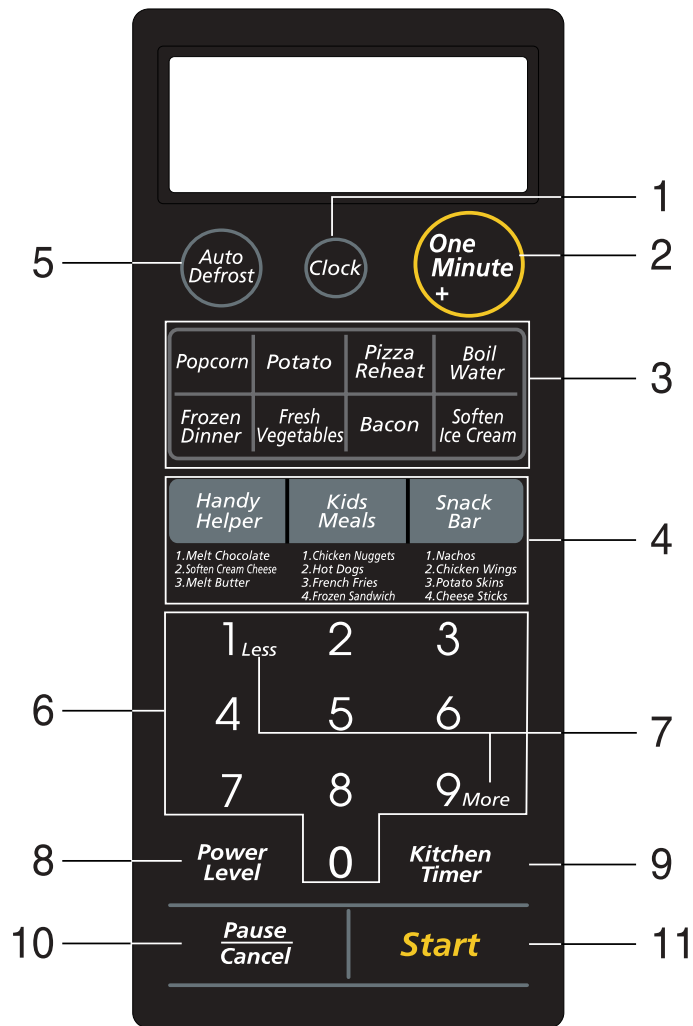 1
5
Auto
Defrost
Clock
One
Minute
+
2
Popcorn
Potato
Pizza
Reheat
Boil
Water
3
Frozen
Dinner
Fresh
Vegetables
Bacon
Soften
Ice Cream
Handy
Helper
Kids
Meals
Snack
Bar
4
1.Melt Chocolate
2.Soften Cream Cheese
3.Melt Butter
1.Chicken Nuggets
2.Hot Dogs
3.French Fries
4.Frozen Sandwich
1.Nachos
2.Chicken Wings
3.Potato Skins
4.Cheese Sticks
1 Less
2
3
6
4
5
6
7
7
8
9 More
8
Power
Level
0
Kitchen
Timer
9
10
Pause
Cancel
Start
11